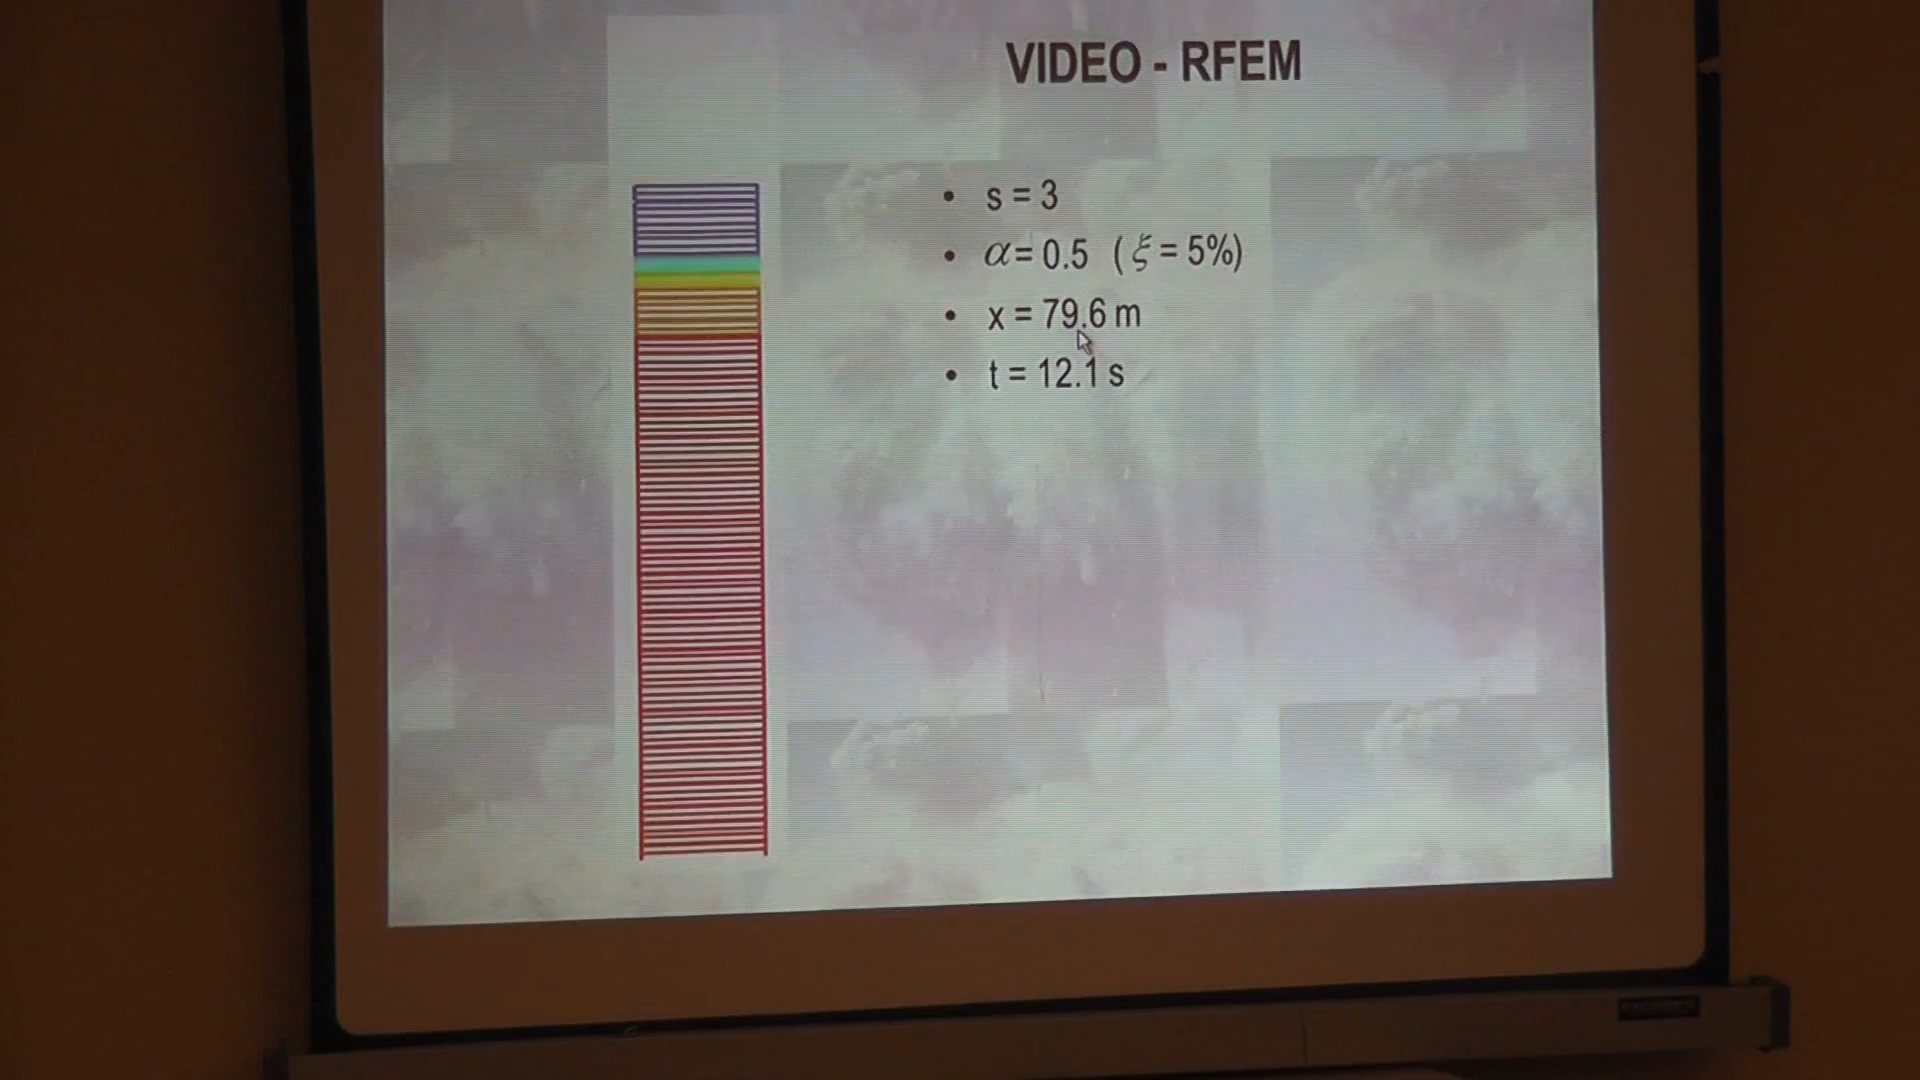 VIDEO - RFEM
• s = 3
• α = 0.5 (ξ = 5%)
• x = 79.6 m
• t = 12.1 s